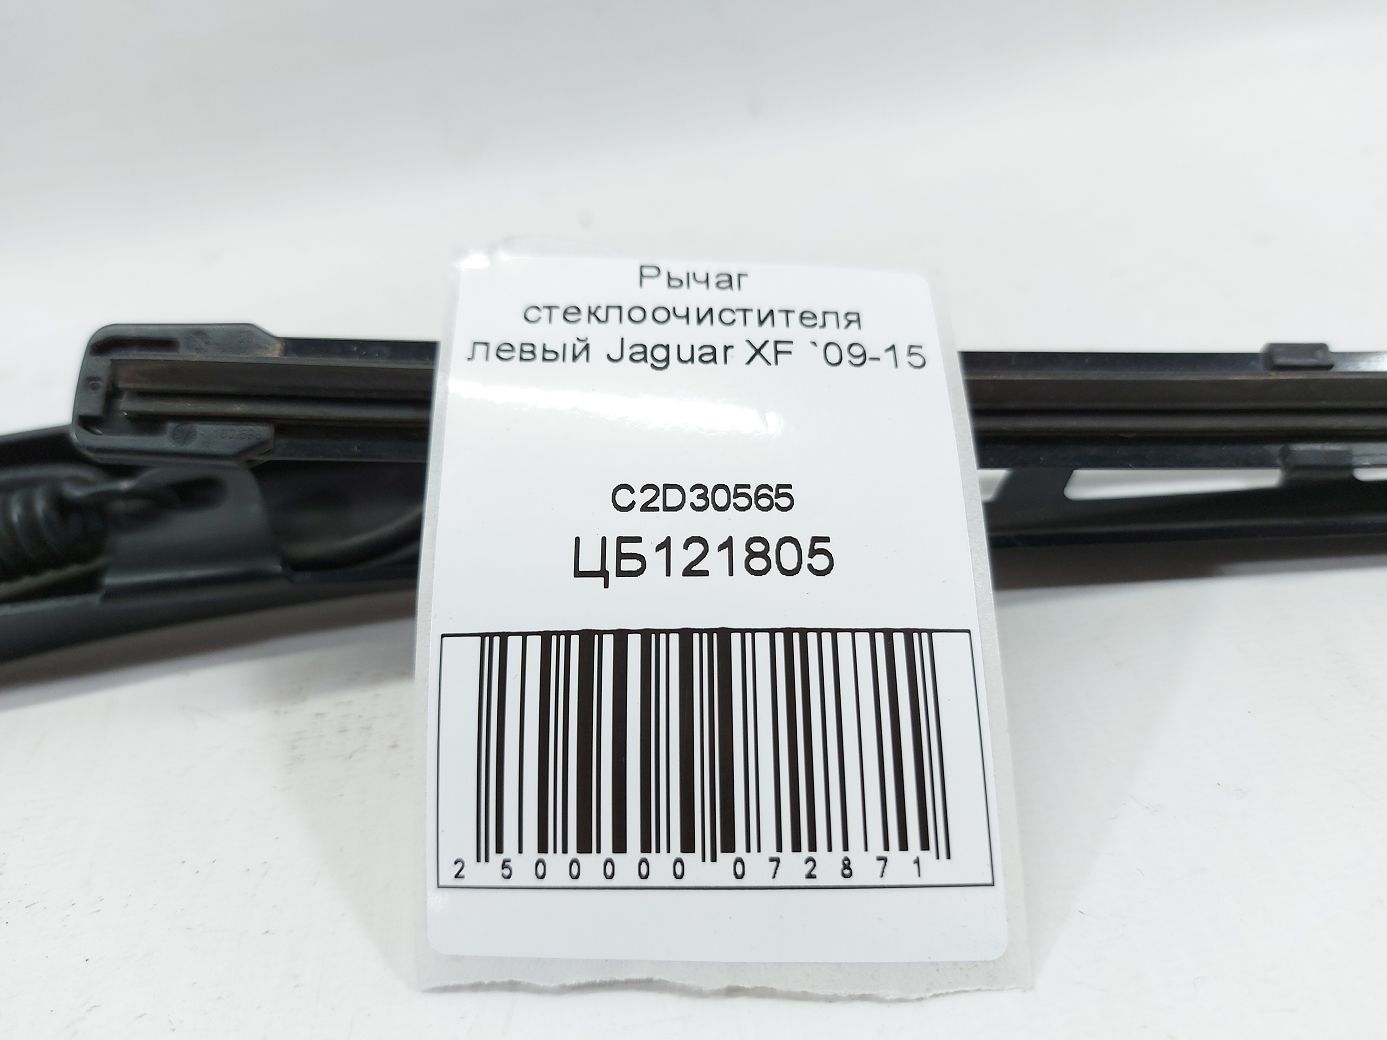 Рычаг
стеклоочистителя
левый Jaguar XF `09-15
C2D30565
ЦБ121805
2 500000 072871